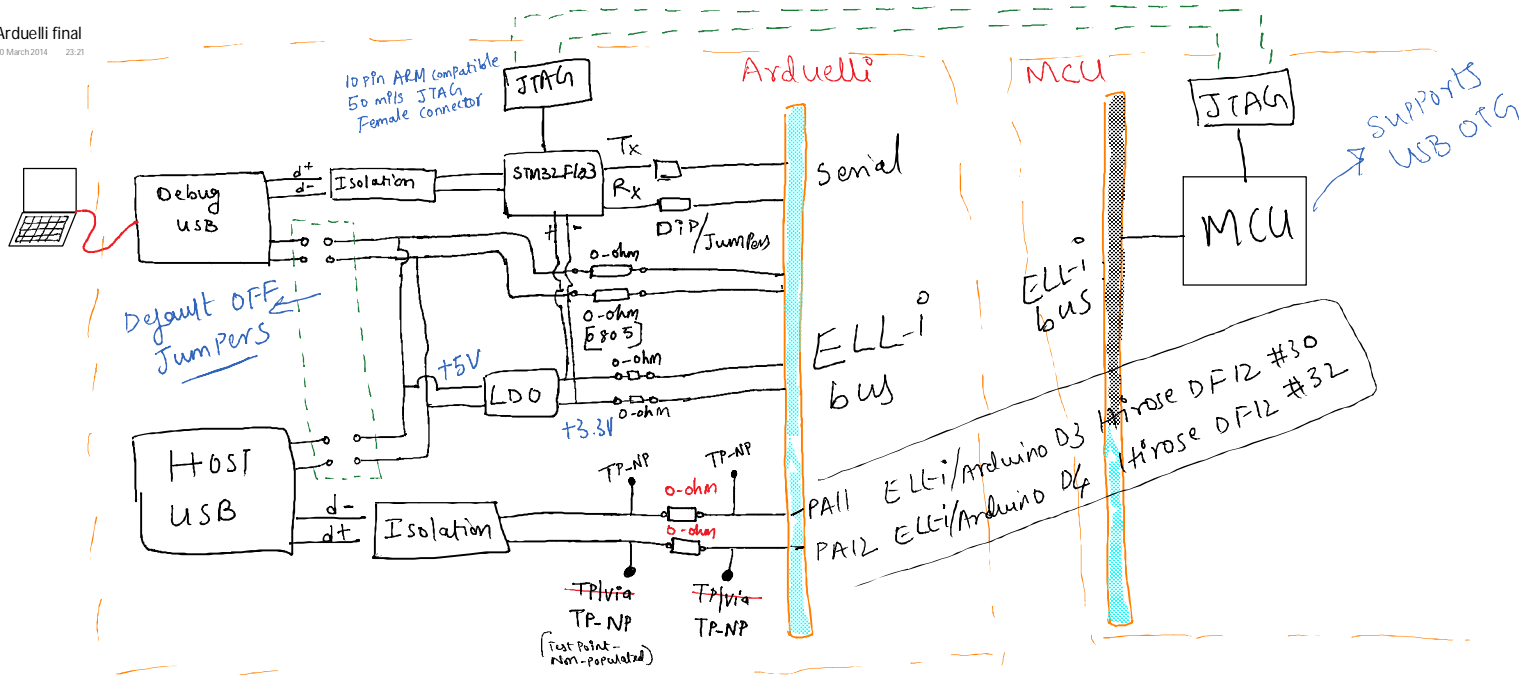 Arduelli final
0 March 2014 23:21
10 pin ARM compatible
50 mils JTAG
Female connector
JTAG
Arduelli
MCU
JTAG
Supports
USB OTG
Debug
USB
d+
d-
Isolation
STM32F103
Tx
Rx
DiP/Jumpers
Serial
MCU
+
-
0-ohm
0-ohm
[0805]
Default OFF
Jumpers
+5V
LDO
+3.3V
0-ohm
0-ohm
ELL-i
bus
ELL-i
bus
HOST
USB
d-
d+
Isolation
TP-NP
TP-NP
0-ohm
0-ohm
PA11 ELL-i/Arduino D3 Hirose DF12 #30
PA12 ELL-i/Arduino D4 Hirose DF12 #32
TP/via
TP-NP
(Test point-
Non-populated)
TP/via
TP-NP